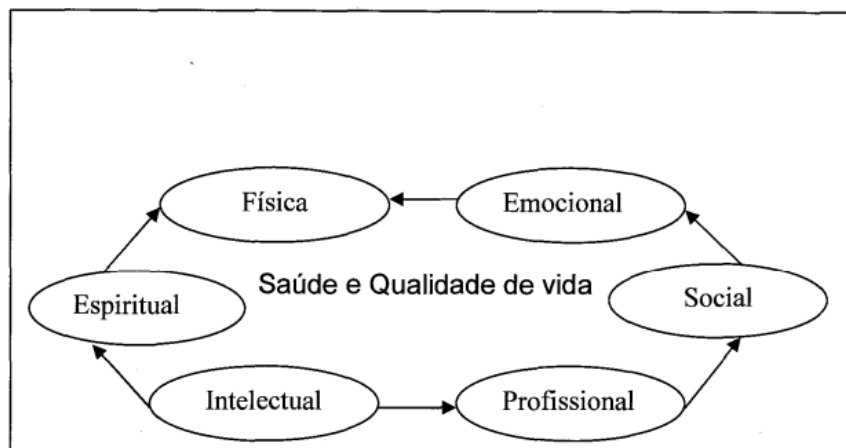 Física
Emocional
Saúde e Qualidade de vida
Espiritual
Social
Intelectual
Profissional